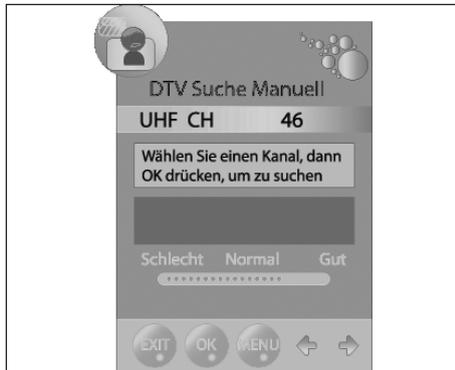 DTV Suche Manuell
UHF CH 46
Wählen Sie einen Kanal, dann
OK drücken, um zu suchen
Schlecht Normal Gut
EXIT OK MENU